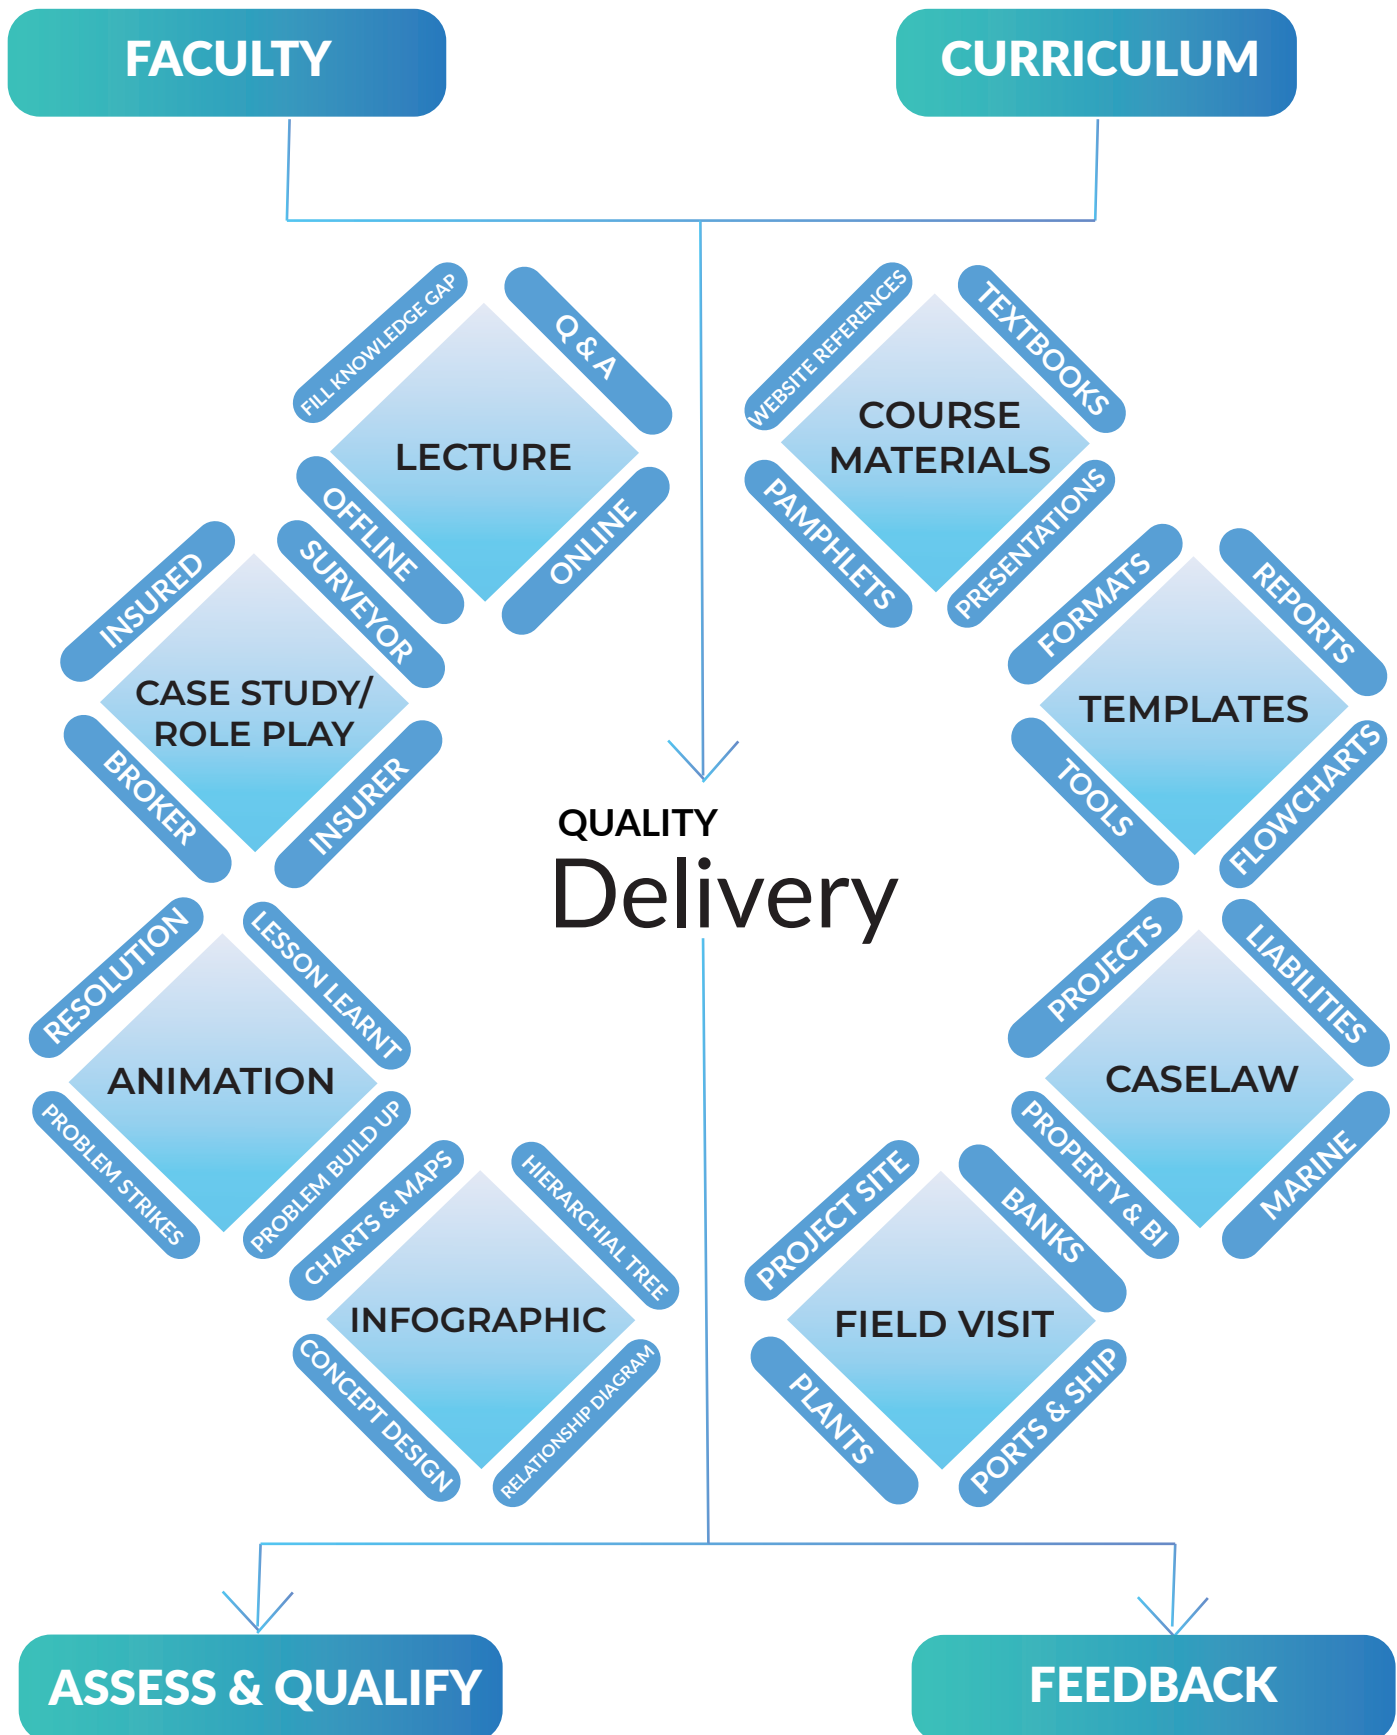 FACULTY
CURRICULUM
FILL KNOWLEDGE GAP
Q & A
LECTURE
OFFLINE
ONLINE
WEBSITE REFERENCES
TEXTBOOKS
COURSE
MATERIALS
PAMPHLETS
PRESENTATIONS
INSURED
SURVEYOR
CASE STUDY/
ROLE PLAY
BROKER
INSURER
FORMATS
REPORTS
TEMPLATES
TOOLS
FLOWCHARTS
QUALITY
Delivery
RESOLUTION
LESSON LEARNT
ANIMATION
PROBLEM STRIKES
PROBLEM BUILD UP
PROJECTS
LIABILITIES
CASELAW
PROPERTY & BI
MARINE
CHARTS & MAPS
HIERARCHIAL TREE
INFOGRAPHIC
CONCEPT DESIGN
RELATIONSHIP DIAGRAM
PROJECT SITE
BANKS
FIELD VISIT
PLANTS
PORTS & SHIP
ASSESS & QUALIFY
FEEDBACK